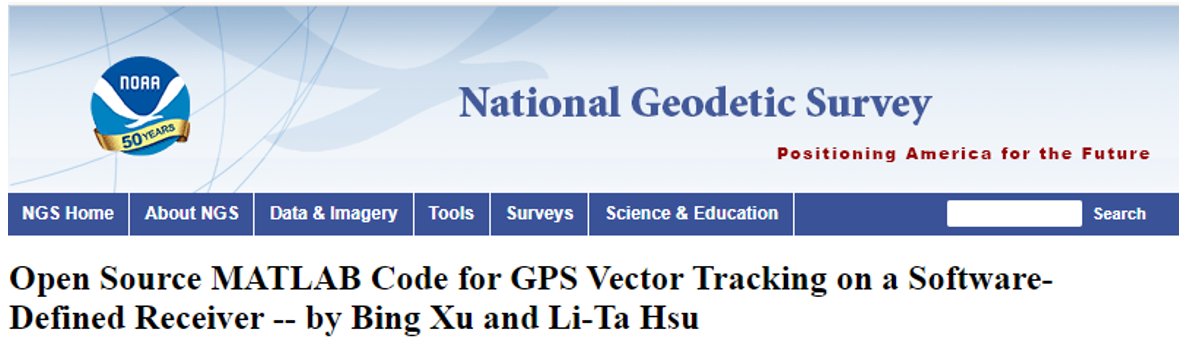 NOAA
50 YEARS
National Geodetic Survey
Positioning America for the Future
NGS Home About NGS Data & Imagery Tools Surveys Science & Education Search
Open Source MATLAB Code for GPS Vector Tracking on a Software-
Defined Receiver -- by Bing Xu and Li-Ta Hsu